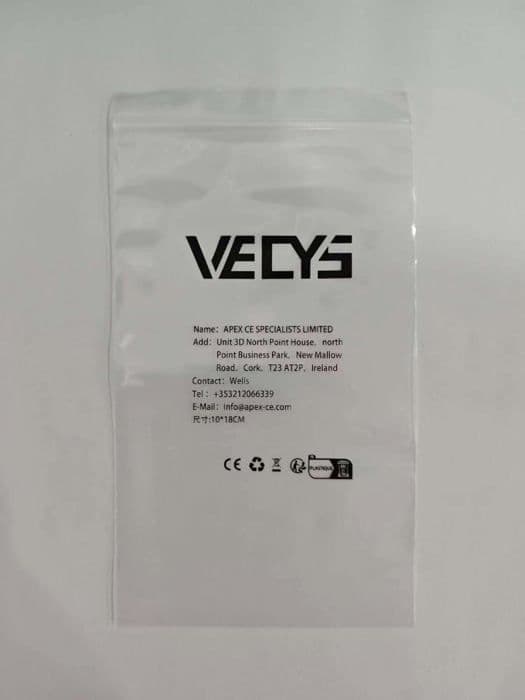 VECYS
Name： APEX CE SPECIALISTS LIMITED
Add： Unit 3D North Point House，north
Point Business Park，New Mallow
Road，Cork，T23 AT2P，Ireland
Contact：Wells
Tel： +353212066339
E-Mail： Info@apex-ce.com
尺寸:10*18CM
CE PLASTIQUE